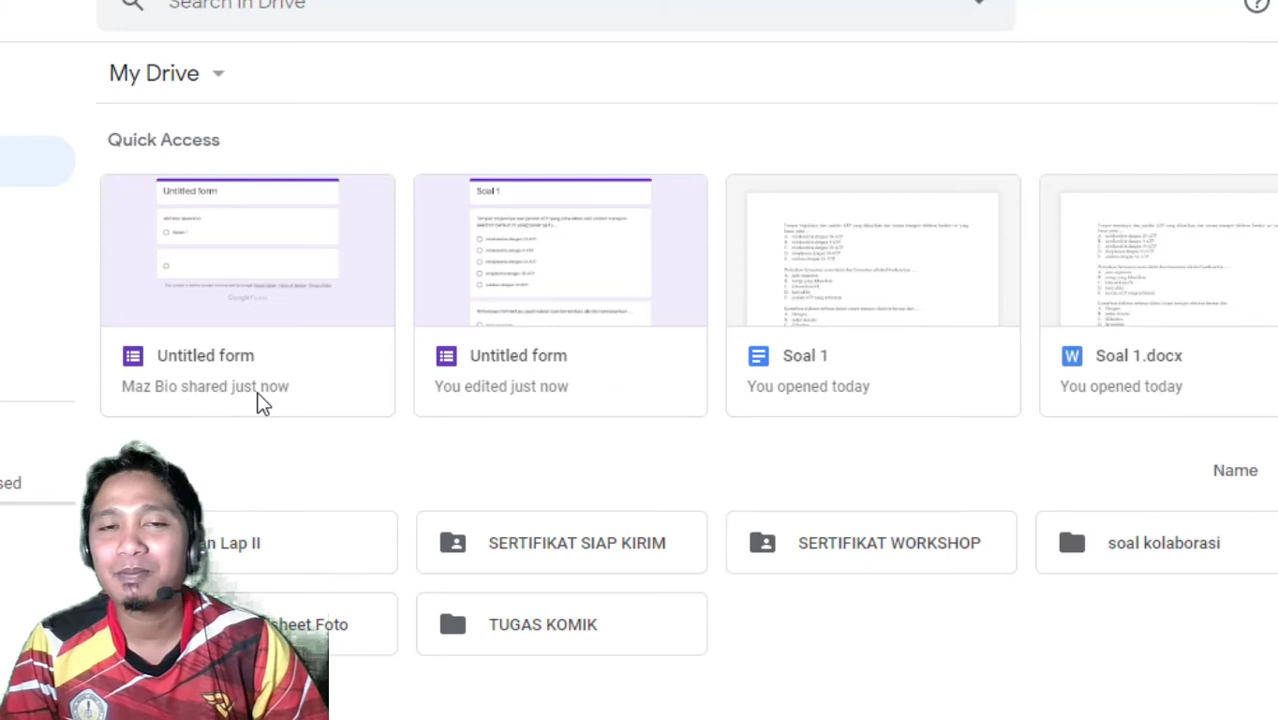 Search in Drive
My Drive
Quick Access
Untitled form
Soal 1
Untitled form
Maz Bio shared just now
Untitled form
You edited just now
Soal 1
You opened today
Soal 1.docx
You opened today
sed
Name
n Lap II
SERTIFIKAT SIAP KIRIM
SERTIFIKAT WORKSHOP
soal kolaborasi
sheet Foto
TUGAS KOMIK